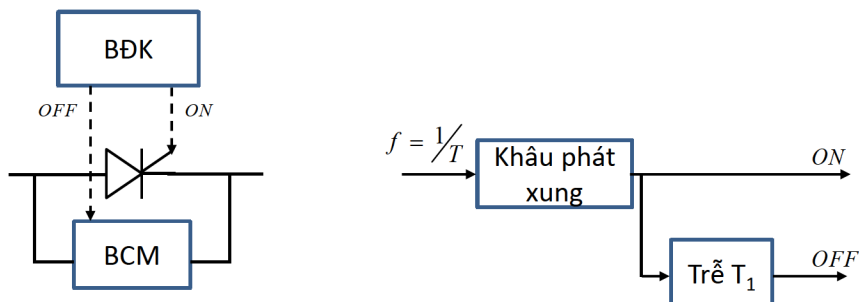 BĐK
OFF
ON
BCM
f = 1/T
Khâu phát
xung
ON
Trễ T₁
OFF